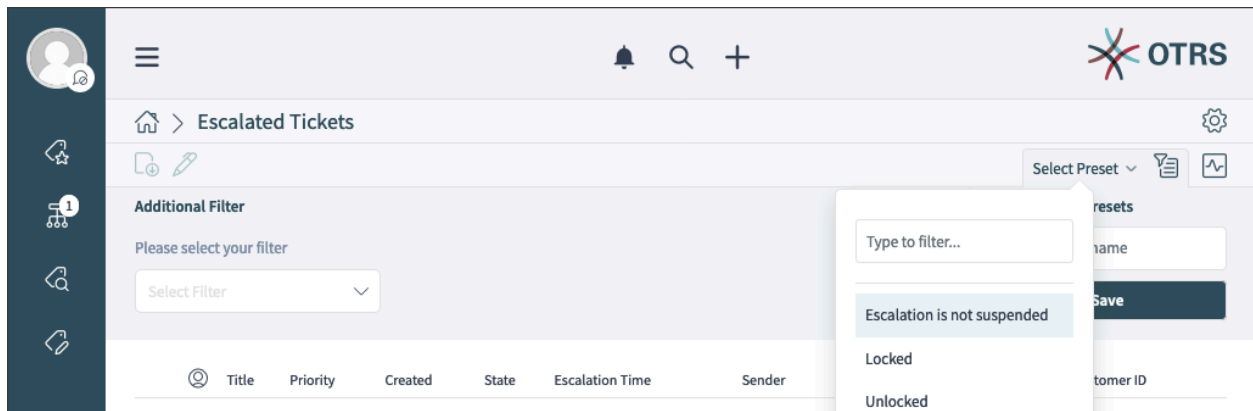 OTRS
Escalated Tickets
Select Preset
Additional Filter
resets
Please select your filter
Type to filter...
name
Select Filter
Save
Escalation is not suspended
Locked
Title Priority Created State Escalation Time Sender tomer ID
Unlocked
1